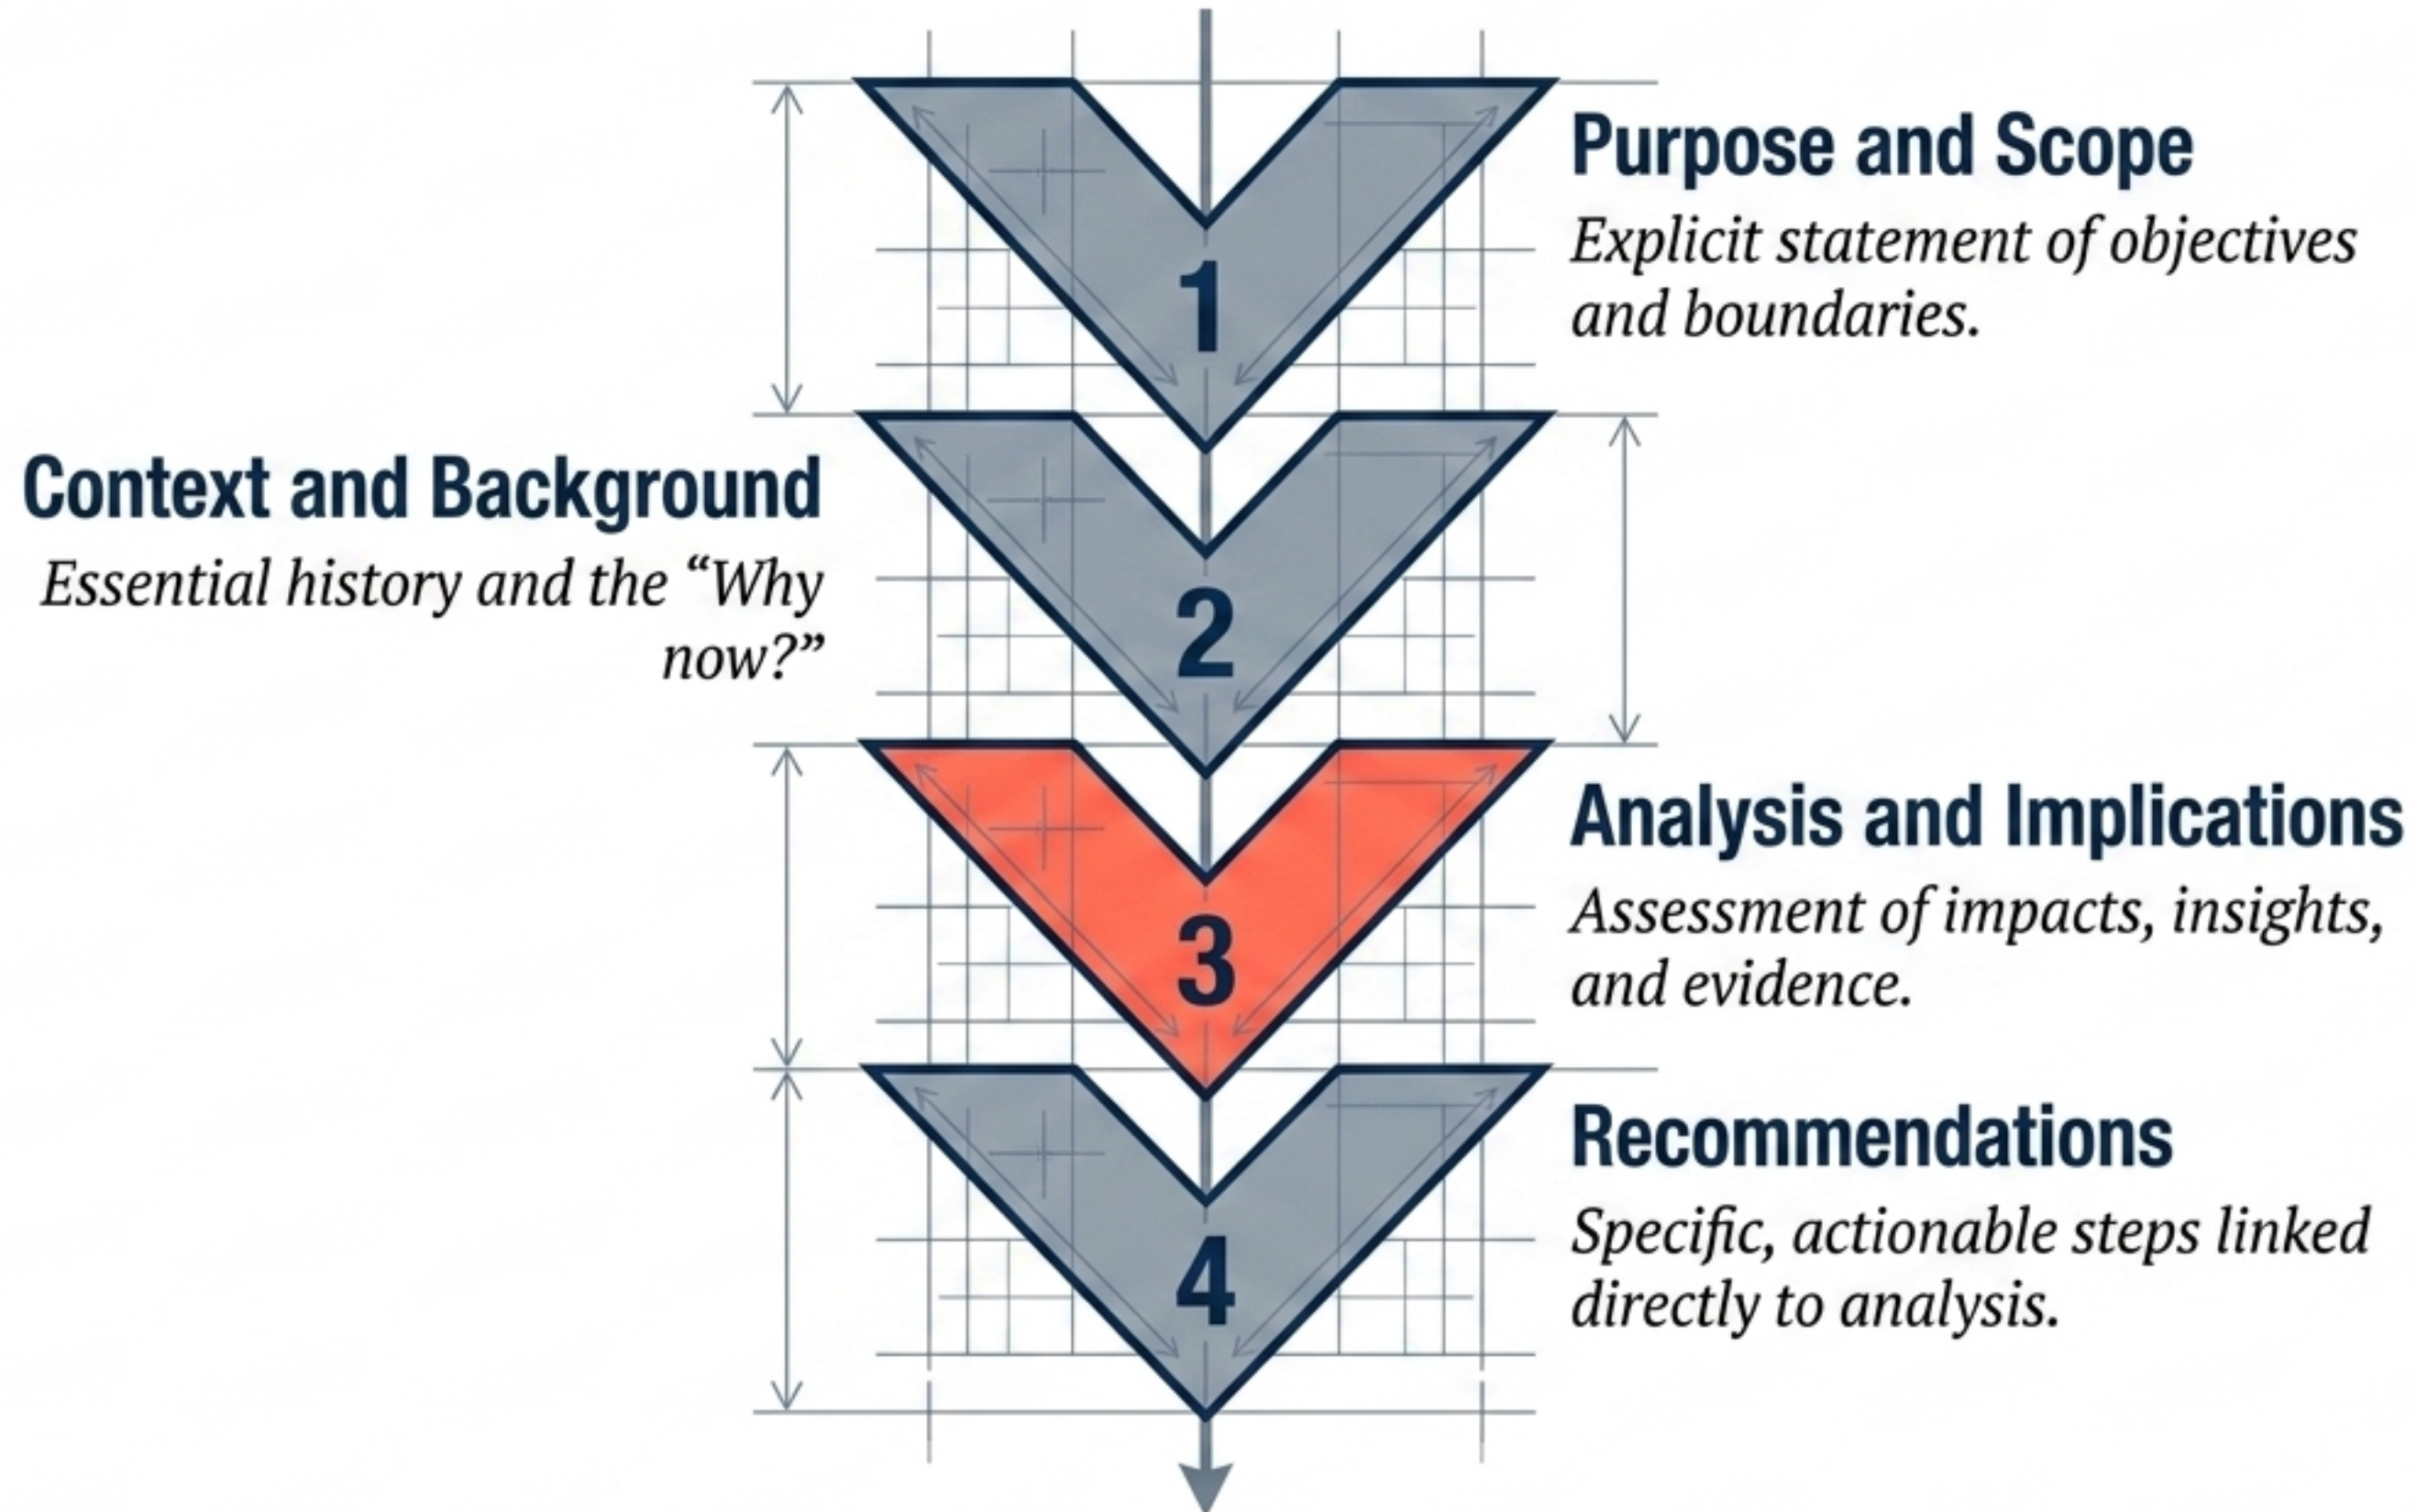 1
Purpose and Scope
Explicit statement of objectives
and boundaries.
Context and Background
Essential history and the “Why
now?”
2
3
Analysis and Implications
Assessment of impacts, insights,
and evidence.
4
Recommendations
Specific, actionable steps linked
directly to analysis.